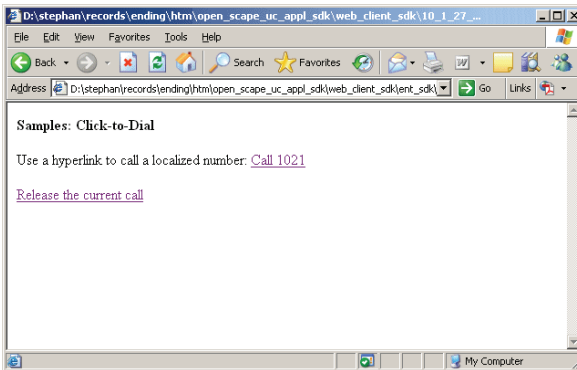 D:\stephan\records\ending\htm\open_scape_uc_appl_sdk\web_client_sdk\10_1_27_...
File Edit View Favorites Tools Help
Back Search Favorites
Address D:\stephan\records\ending\htm\open_scape_uc_appl_sdk\web_client_sdk\ent_sdk\ Go Links
Samples: Click-to-Dial
Use a hyperlink to call a localized number: Call 1021
Release the current call
My Computer